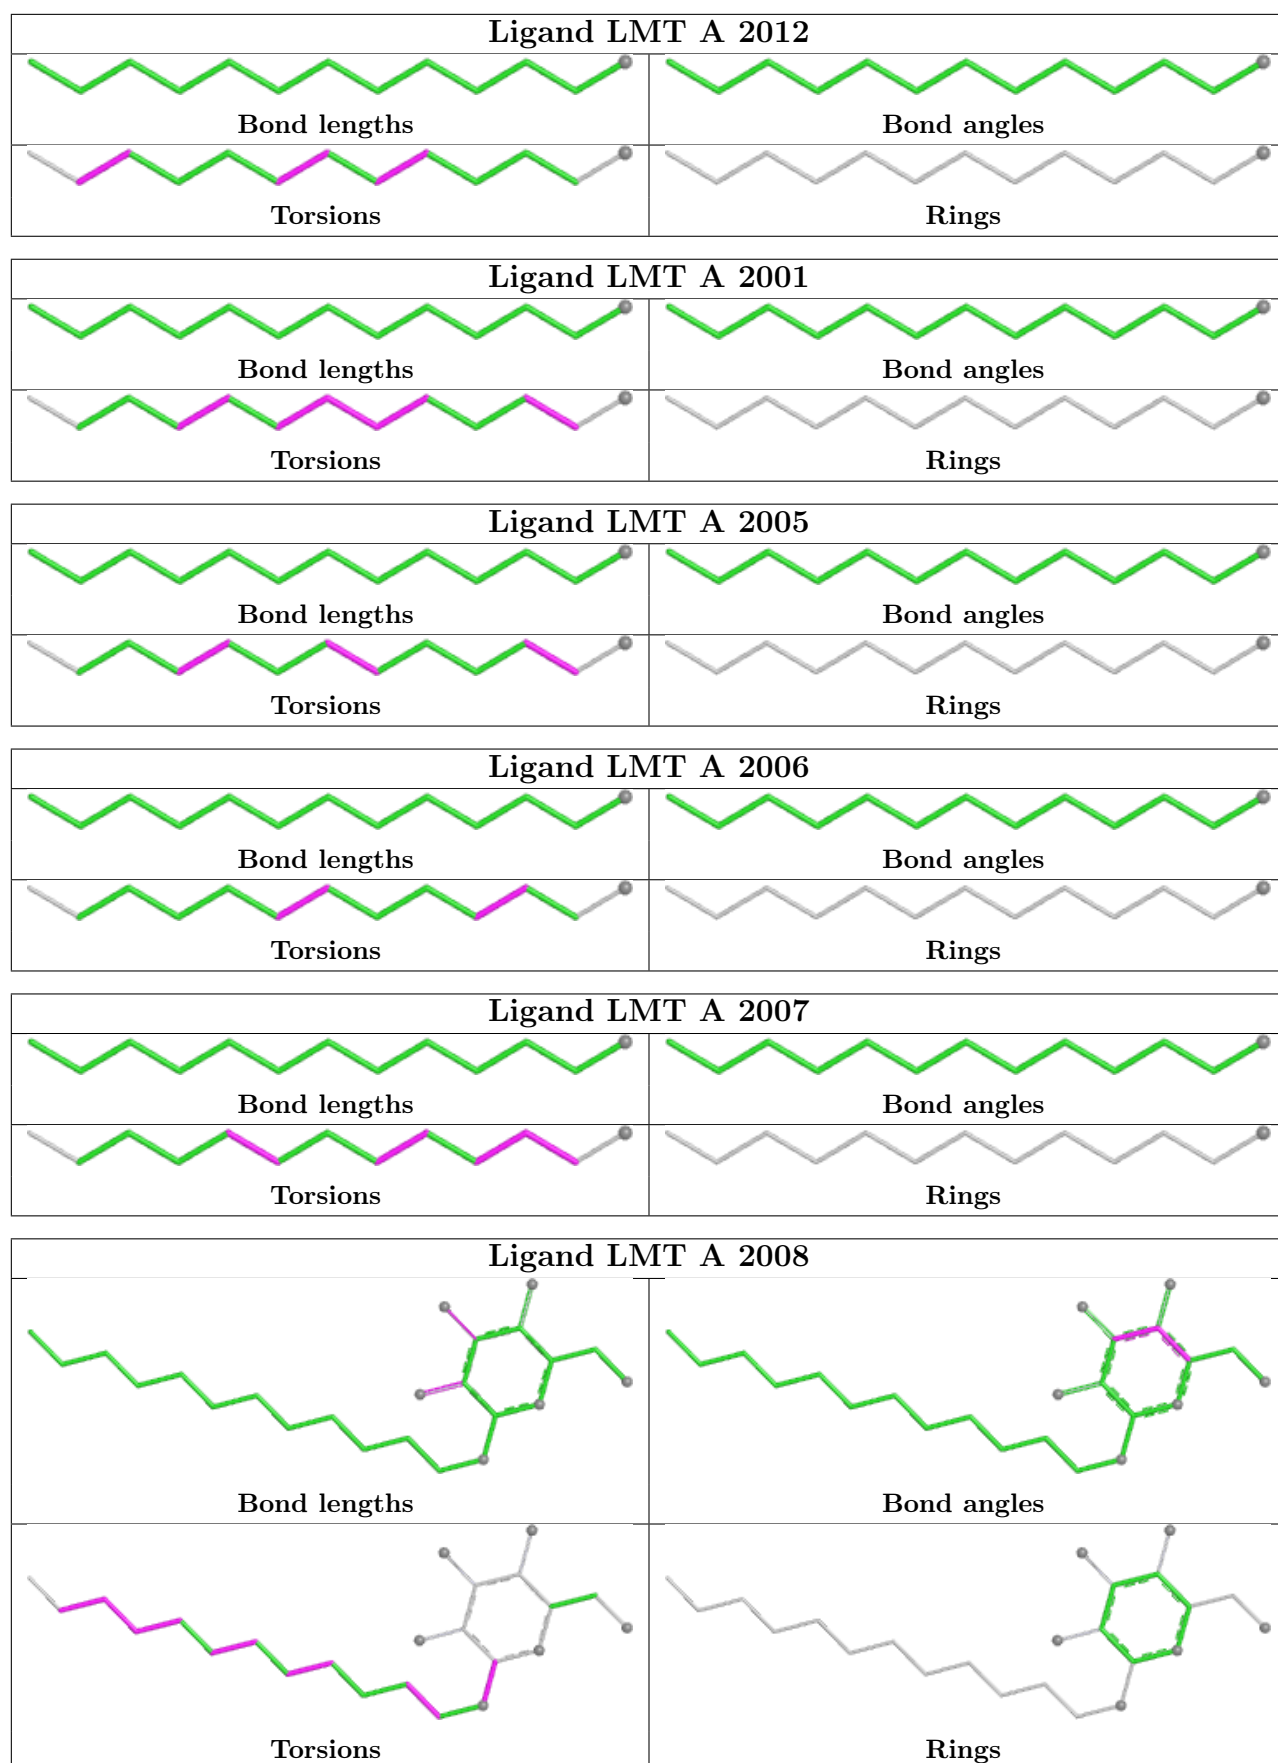 Ligand LMT A 2012
Bond lengths
Bond angles
Torsions
Rings
Ligand LMT A 2001
Bond lengths
Bond angles
Torsions
Rings
Ligand LMT A 2005
Bond lengths
Bond angles
Torsions
Rings
Ligand LMT A 2006
Bond lengths
Bond angles
Torsions
Rings
Ligand LMT A 2007
Bond lengths
Bond angles
Torsions
Rings
Ligand LMT A 2008
Bond lengths
Bond angles
Torsions
Rings